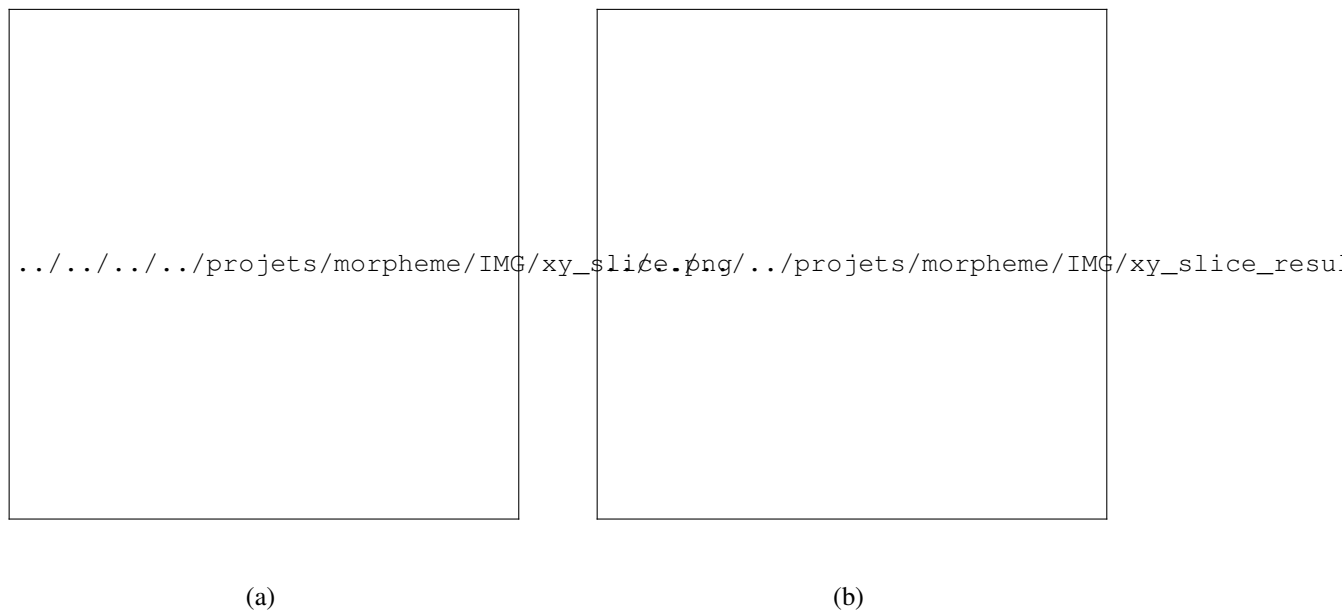 ../../../../projets/morpheme/IMG/xy_slice.png
../../../../projets/morpheme/IMG/xy_slice_resul
(a)
(b)